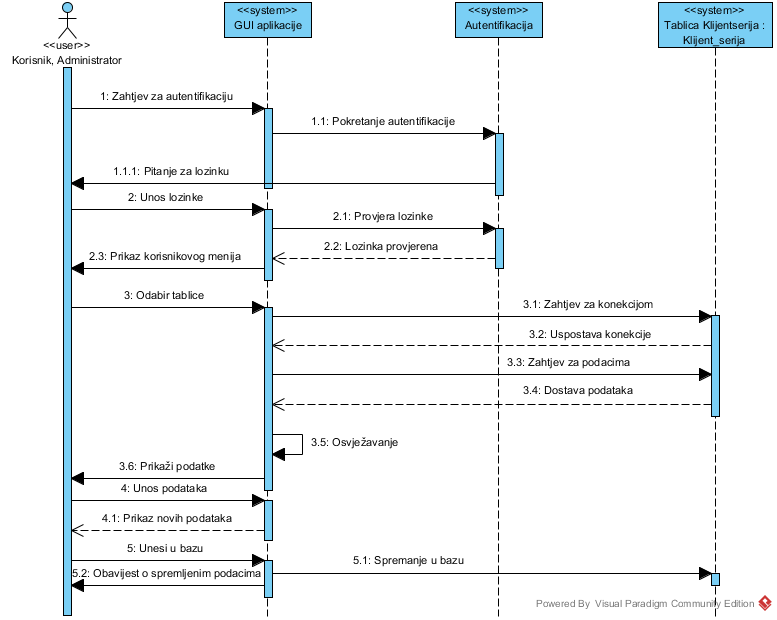 <<system>>
GUI aplikacije
<<system>>
Autentifikacija
<<system>>
Tablica Klijentserija :
Klijent_serija
<<user>>
Korisnik, Administrator
1: Zahtjev za autentifikaciju
1.1: Pokretanje autentifikacije
1.1.1: Pitanje za lozinku
2: Unos lozinke
2.1: Provjera lozinke
2.2: Lozinka provjerena
2.3: Prikaz korisnikovog menija
3: Odabir tablice
3.1: Zahtjev za konekcijom
3.2: Uspostava konekcije
3.3: Zahtjev za podacima
3.4: Dostava podataka
3.5: Osvježavanje
3.6: Prikaži podatke
4: Unos podataka
4.1: Prikaz novih podataka
5: Unesi u bazu
5.1: Spremanje u bazu
5.2: Obavijest o spremljenim podacima
Powered By Visual Paradigm Community Edition